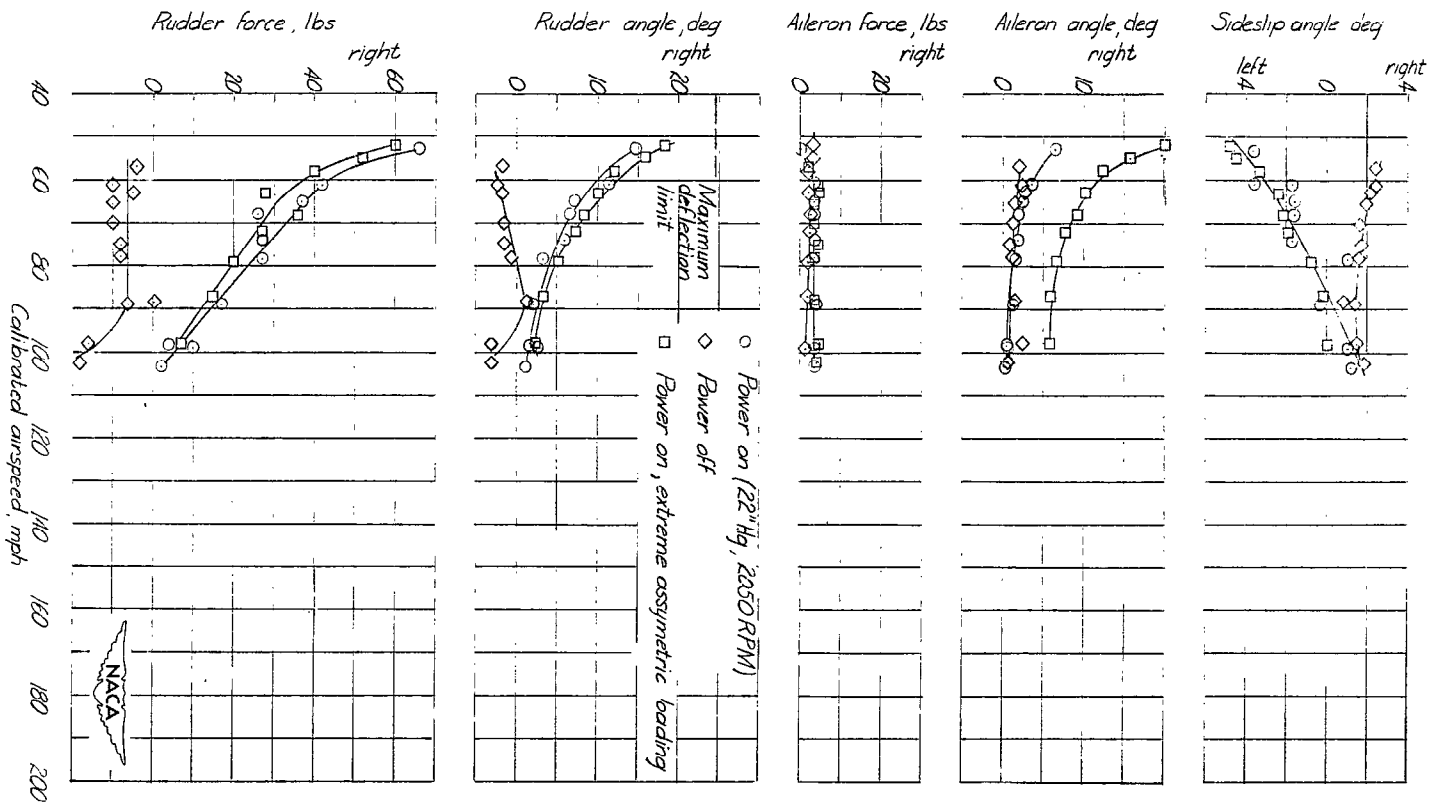 Rudder force, lbs
right
0 20 40 60
Rudder angle, deg
right
0 10 20
Aileron force, lbs
right
0 20
Aileron angle, deg
right
0 10
Sideslip angle deg
left
right
4 0 4
40
60
80
100
120
140
160
180
200
Calibrated airspeed, mph
Maximum
deflection
limit
Power on (22"Hg, 2050 RPM)
Power off
Power on, extreme assymetric loading
NACA